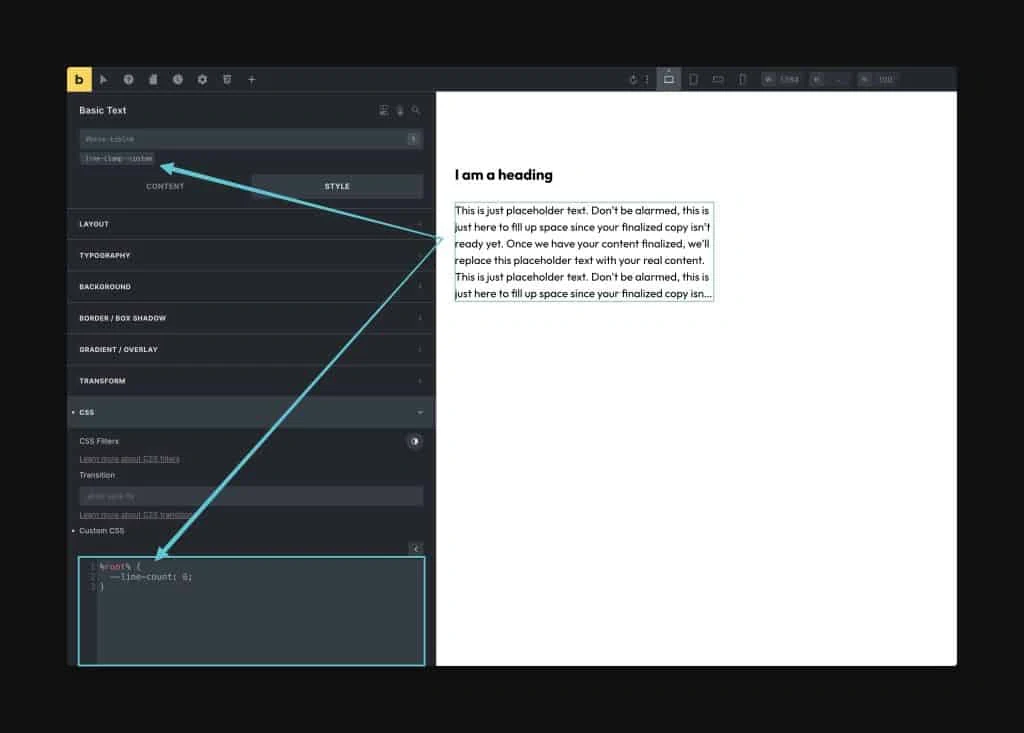 b
Basic Text
line-clamp--custom
CONTENT
STYLE
LAYOUT
TYPOGRAPHY
BACKGROUND
BORDER / BOX SHADOW
GRADIENT / OVERLAY
TRANSFORM
CSS
CSS Filters
Learn more about CSS filters
Transition
Learn more about CSS transitions
Custom CSS
1 %root% {
2 --line-count: 6;
3 }
I am a heading
This is just placeholder text. Don't be alarmed, this is
just here to fill up space since your finalized copy isn't
ready yet. Once we have your content finalized, we'll
replace this placeholder text with your real content.
This is just placeholder text. Don't be alarmed, this is
just here to fill up space since your finalized copy isn...